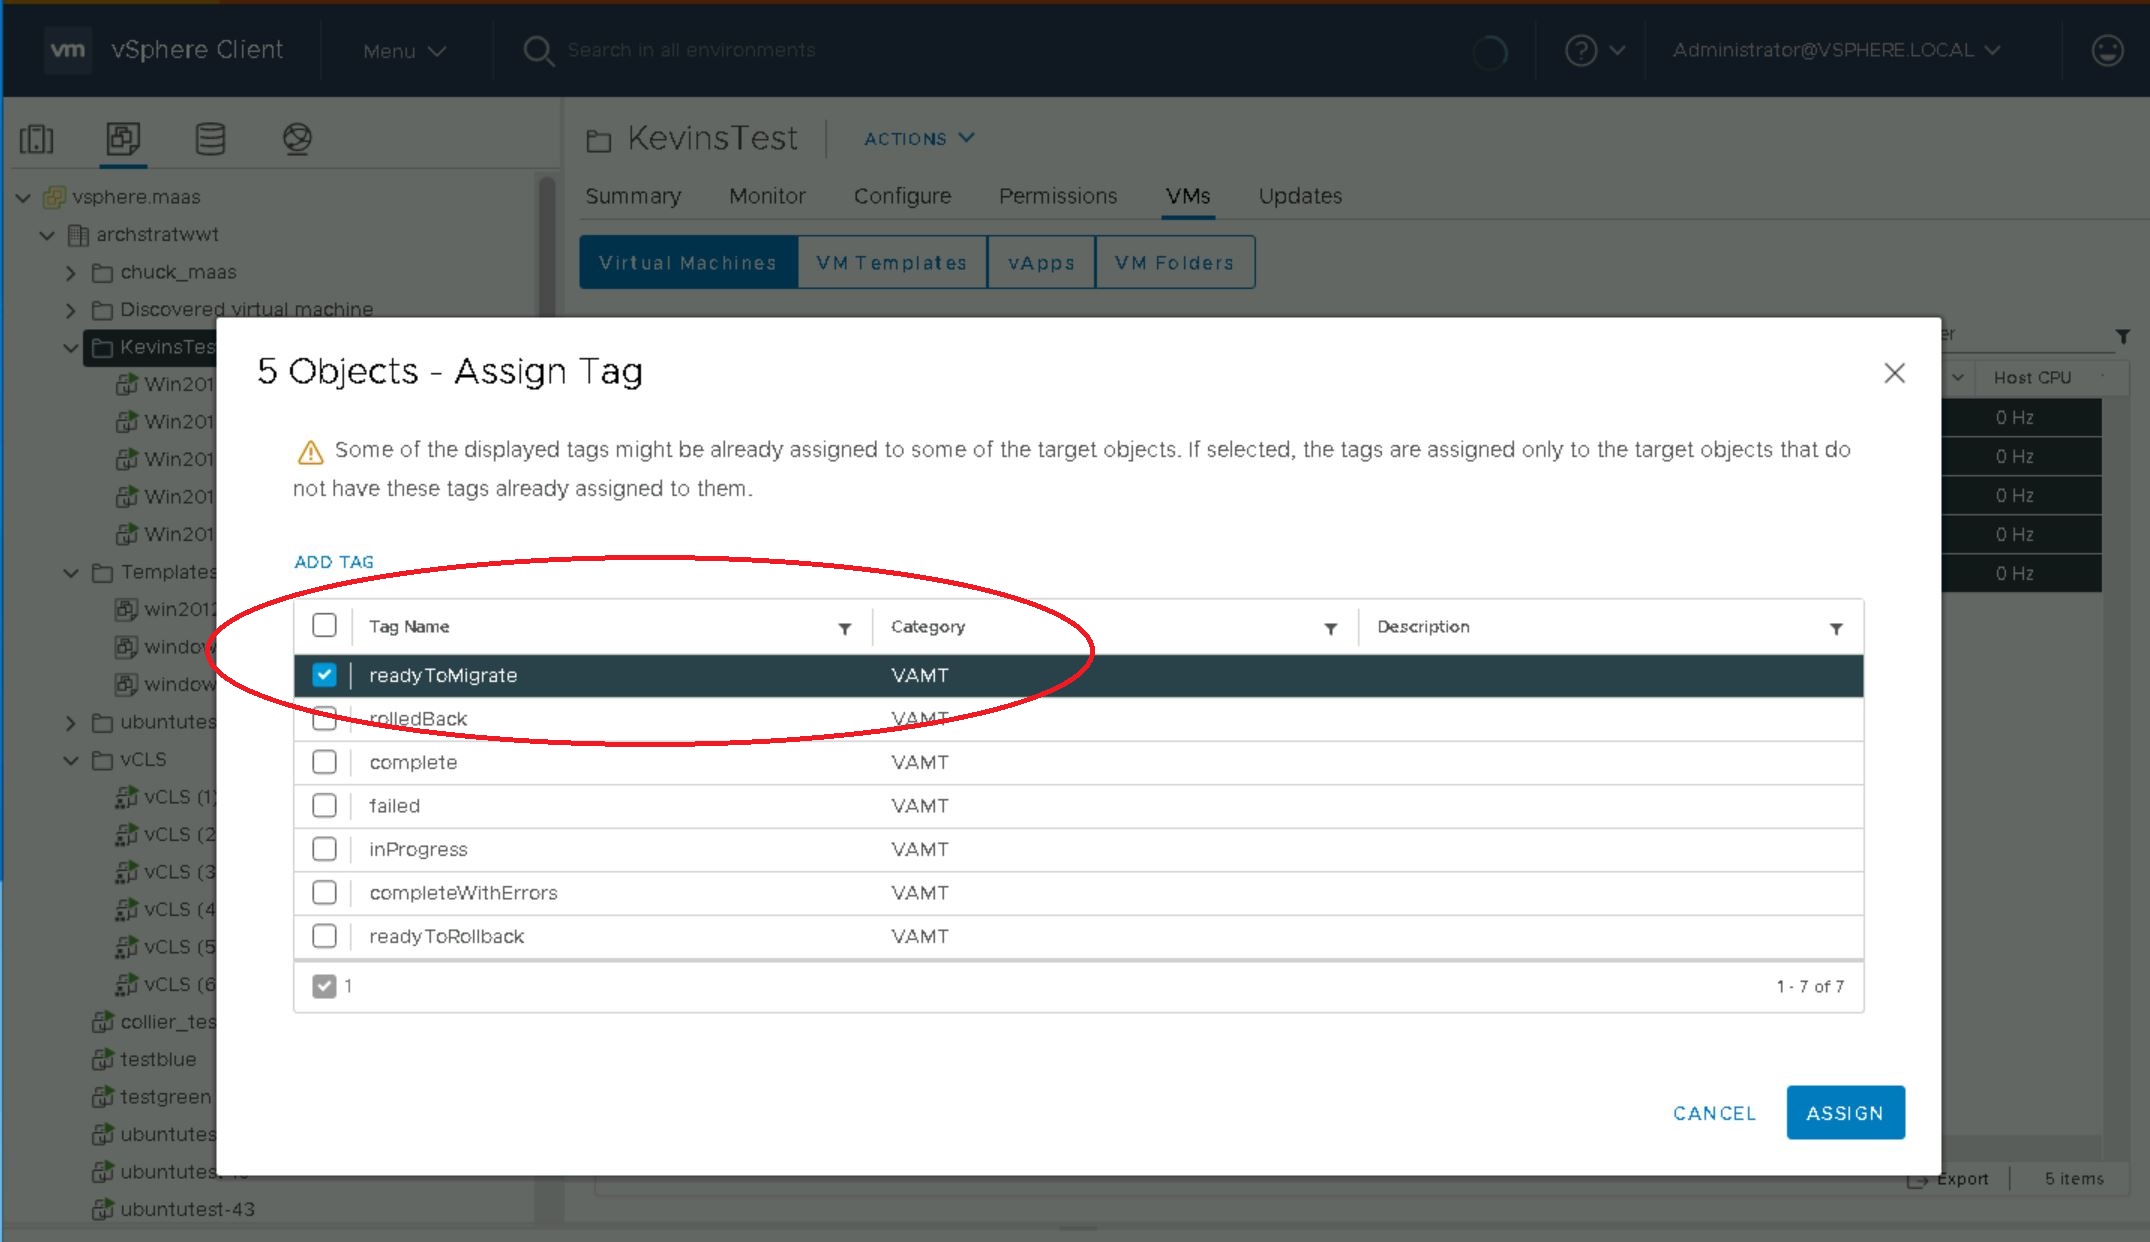 vm vSphere Client Menu Search in all environments Administrator@VSPHERE.LOCAL
KevinsTest ACTIONS
Summary Monitor Configure Permissions VMs Updates
Virtual Machines VM Templates vApps VM Folders
vsphere.maas
archstratwwt
chuck_maas
Discovered virtual machine
KevinsTes
Win201
Win201
Win201
Win201
Win201
Templates
win2012
window
window
ubuntutes
vCLS
vCLS (1)
vCLS (2
vCLS (3
vCLS (4
vCLS (5
vCLS (6
collier_tes
testblue
testgreen
ubuntutes
ubuntutes
ubuntutest-43
5 Objects - Assign Tag
Some of the displayed tags might be already assigned to some of the target objects. If selected, the tags are assigned only to the target objects that do
not have these tags already assigned to them.
ADD TAG
Tag Name Category Description
readyToMigrate VAMT
rolledBack VAMT
complete VAMT
failed VAMT
inProgress VAMT
completeWithErrors VAMT
readyToRollback VAMT
1 1 - 7 of 7
CANCEL ASSIGN
er
Host CPU
0 Hz
0 Hz
0 Hz
0 Hz
0 Hz
Export 5 items